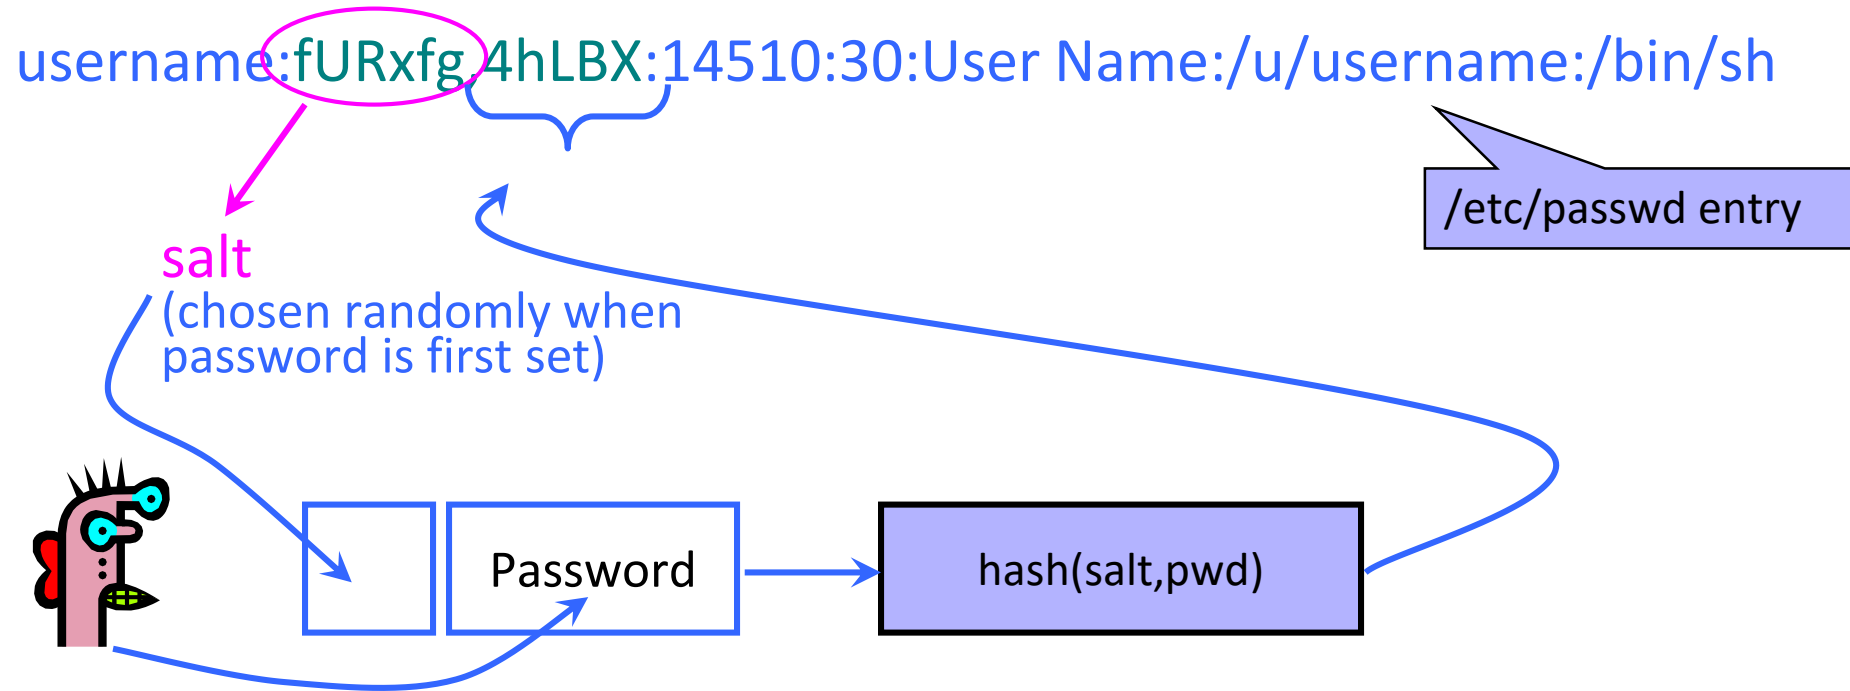 username:fURxfg,4hLBX:14510:30:User Name:/u/username:/bin/sh
/etc/passwd entry
salt
(chosen randomly when
password is first set)
Password
hash(salt,pwd)